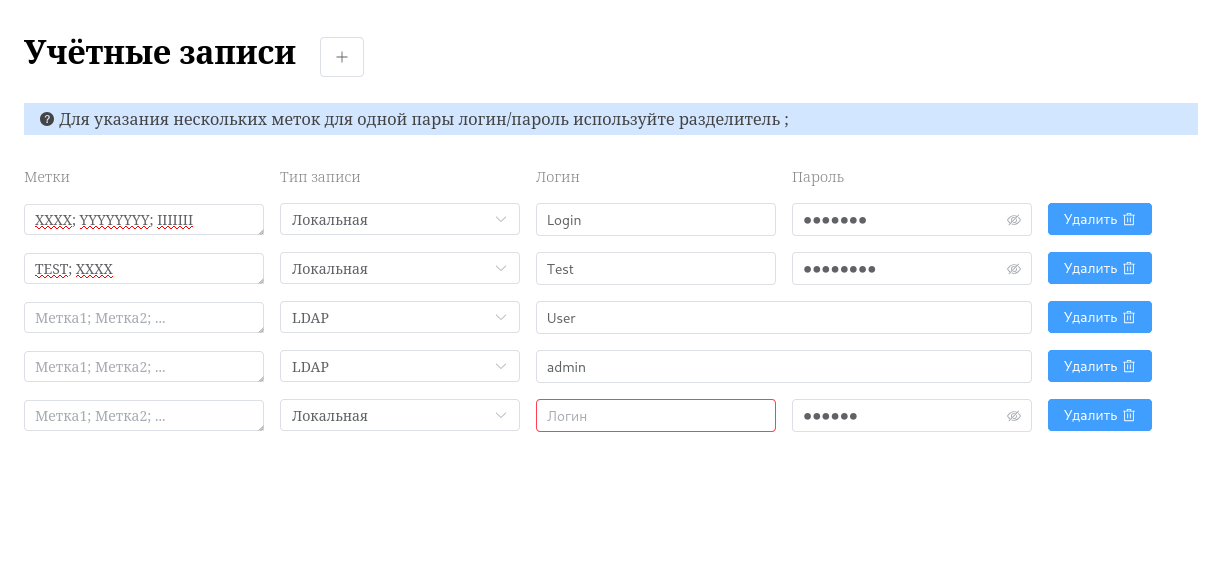 Учётные записи
Для указания нескольких меток для одной пары логин/пароль используйте разделитель ;
Метки Тип записи Логин Пароль
XXXX; YYYYYYYY; IIIIIII Локальная Login ●●●●●●● Удалить
TEST; XXXX Локальная Test ●●●●●●●● Удалить
Метка1; Метка2; ... LDAP User Удалить
Метка1; Метка2; ... LDAP admin Удалить
Метка1; Метка2; ... Локальная Логин ●●●●●● Удалить